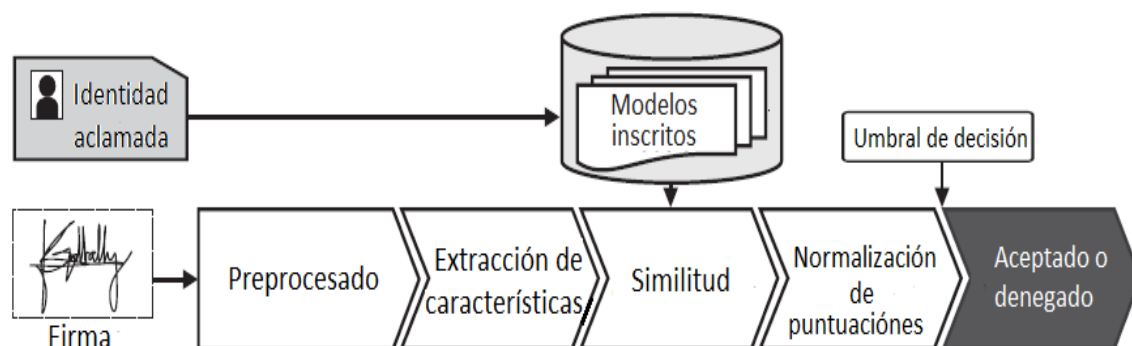 Identidad
aclamada
Modelos
inscritos
Umbral de decisión
Firma
Preprocesado
Extracción de
características
Similitud
Normalización
de
puntuaciónes
Aceptado o
denegado